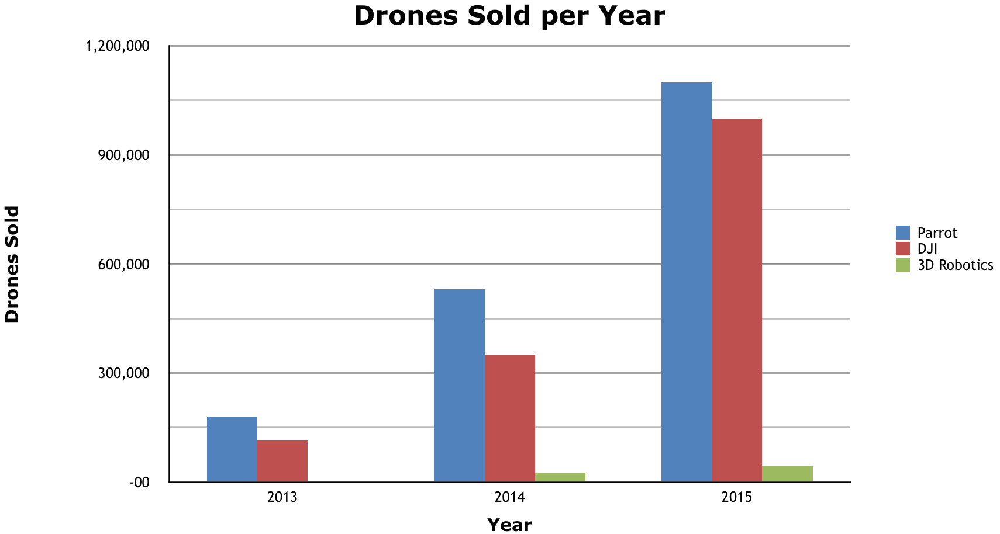 Drones Sold per Year
1,200,000
900,000
600,000
300,000
-00
Drones Sold
2013
2014
2015
Year
Parrot
DJI
3D Robotics